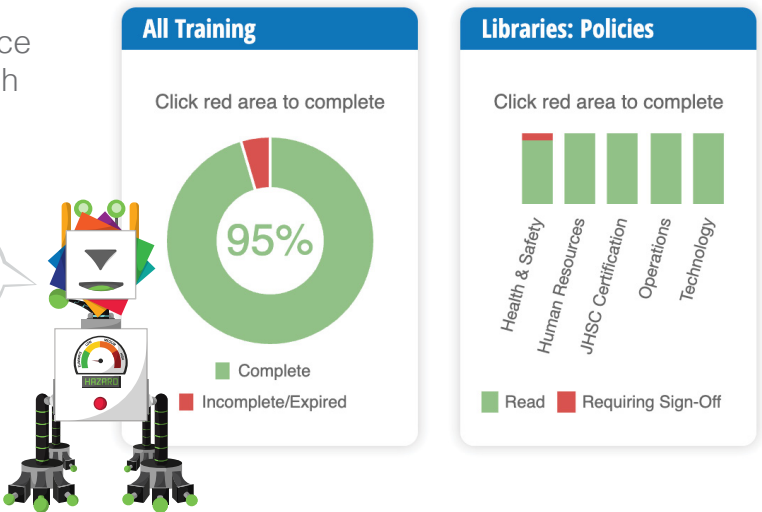 ce
h
All Training
Click red area to complete
95%
Complete
Incomplete/Expired
HAZARD
Libraries: Policies
Click red area to complete
Health & Safety
Human Resources
JHSC Certification
Operations
Technology
Read
Requiring Sign-Off